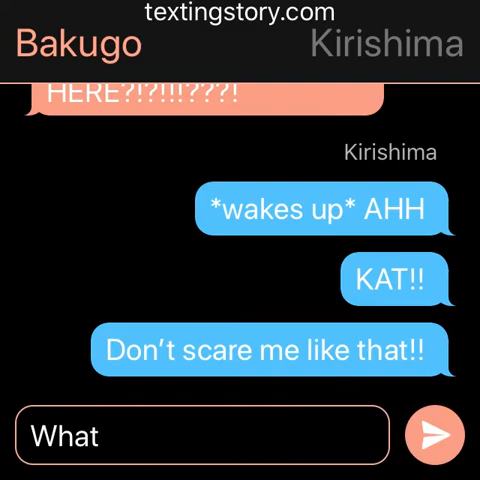 textingstory.com
Bakugo Kirishima
HERE?!?!!!???!
Kirishima
*wakes up* AHH
KAT!!
Don’t scare me like that!!
What